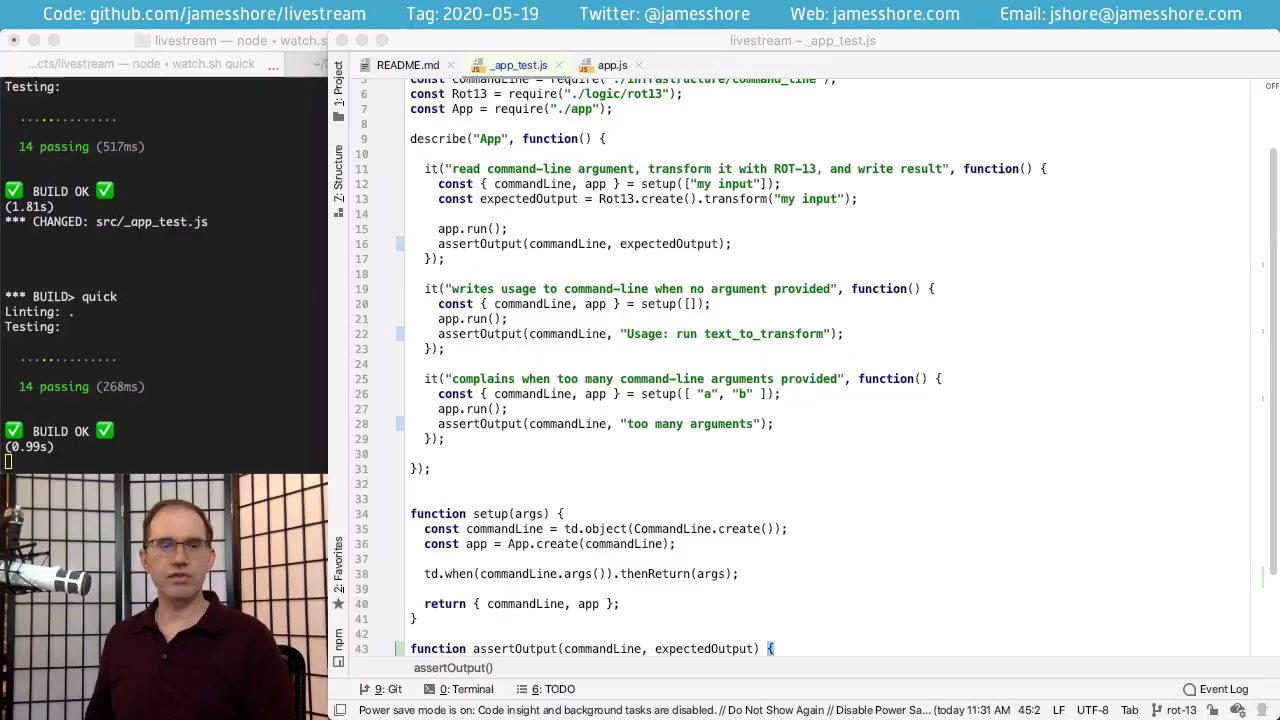 Code: github.com/jamesshore/livestream Tag: 2020-05-19 Twitter: @jamesshore Web: jamesshore.com Email: jshore@jamesshore.com
livestream — node ◂ watch.s
...cts/livestream — node ◂ watch.sh quick ...
Testing:
..............
14 passing (517ms)
✅ BUILD OK ✅
(1.81s)
*** CHANGED: src/_app_test.js
*** BUILD> quick
Linting: .
Testing:
..............
14 passing (268ms)
✅ BUILD OK ✅
(0.99s)
livestream – _app_test.js
README.md _app_test.js app.js
1: Project
Z: Structure
2: Favorites
npm
OFF
5 const CommandLine = require("./infrastructure/command_line");
6 const Rot13 = require("./logic/rot13");
7 const App = require("./app");
8
9 describe("App", function() {
10
11 it("read command-line argument, transform it with ROT-13, and write result", function() {
12 const { commandLine, app } = setup(["my input"]);
13 const expectedOutput = Rot13.create().transform("my input");
14
15 app.run();
16 assertOutput(commandLine, expectedOutput);
17 });
18
19 it("writes usage to command-line when no argument provided", function() {
20 const { commandLine, app } = setup([]);
21 app.run();
22 assertOutput(commandLine, "Usage: run text_to_transform");
23 });
24
25 it("complains when too many command-line arguments provided", function() {
26 const { commandLine, app } = setup([ "a", "b" ]);
27 app.run();
28 assertOutput(commandLine, "too many arguments");
29 });
30
31 });
32
33
34 function setup(args) {
35 const commandLine = td.object(CommandLine.create());
36 const app = App.create(commandLine);
37
38 td.when(commandLine.args()).thenReturn(args);
39
40 return { commandLine, app };
41 }
42
43 function assertOutput(commandLine, expectedOutput) {
assertOutput()
9: Git 0: Terminal 6: TODO Event Log
Power save mode is on: Code insight and background tasks are disabled. // Do Not Show Again // Disable Power Sa... (today 11:31 AM) 45:2 LF UTF-8 Tab rot-13